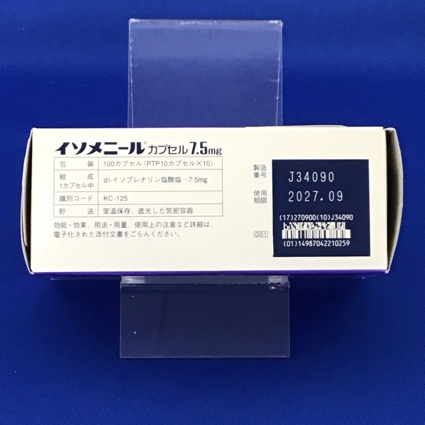 イソメニール®カプセル7.5mg
包装 100カプセル(PTP10カプセル×10)
組成 1カプセル中 dl-イソプレナリン塩酸塩…7.5mg
識別コード KC-125
貯法 室温保存、遮光した気密容器
効能・効果、用法・用量、使用上の注意など詳細は、
電子化された添付文書をごらんください。
製造番号 J34090
使用期限 2027.09
(17)270900(10)J34090
GS1
(01)14987042210259